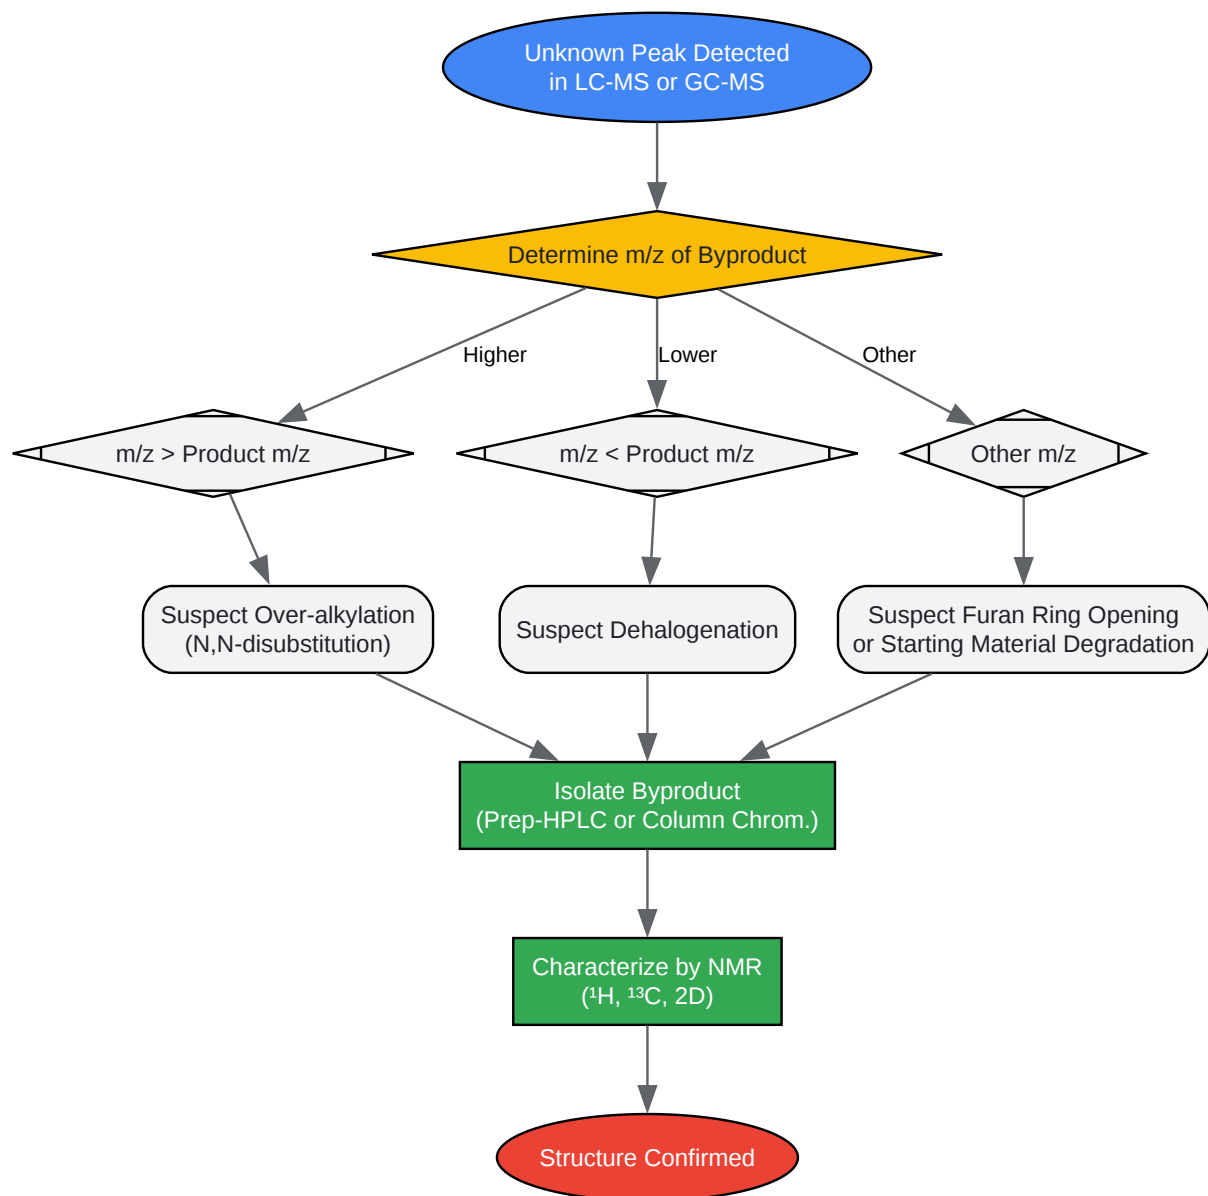 Unknown Peak Detected
in LC-MS or GC-MS
Determine m/z of Byproduct
Higher
Lower
Other
m/z > Product m/z
m/z < Product m/z
Other m/z
Suspect Over-alkylation
(N,N-disubstitution)
Suspect Dehalogenation
Suspect Furan Ring Opening
or Starting Material Degradation
Isolate Byproduct
(Prep-HPLC or Column Chrom.)
Characterize by NMR
(¹H, ¹³C, 2D)
Structure Confirmed